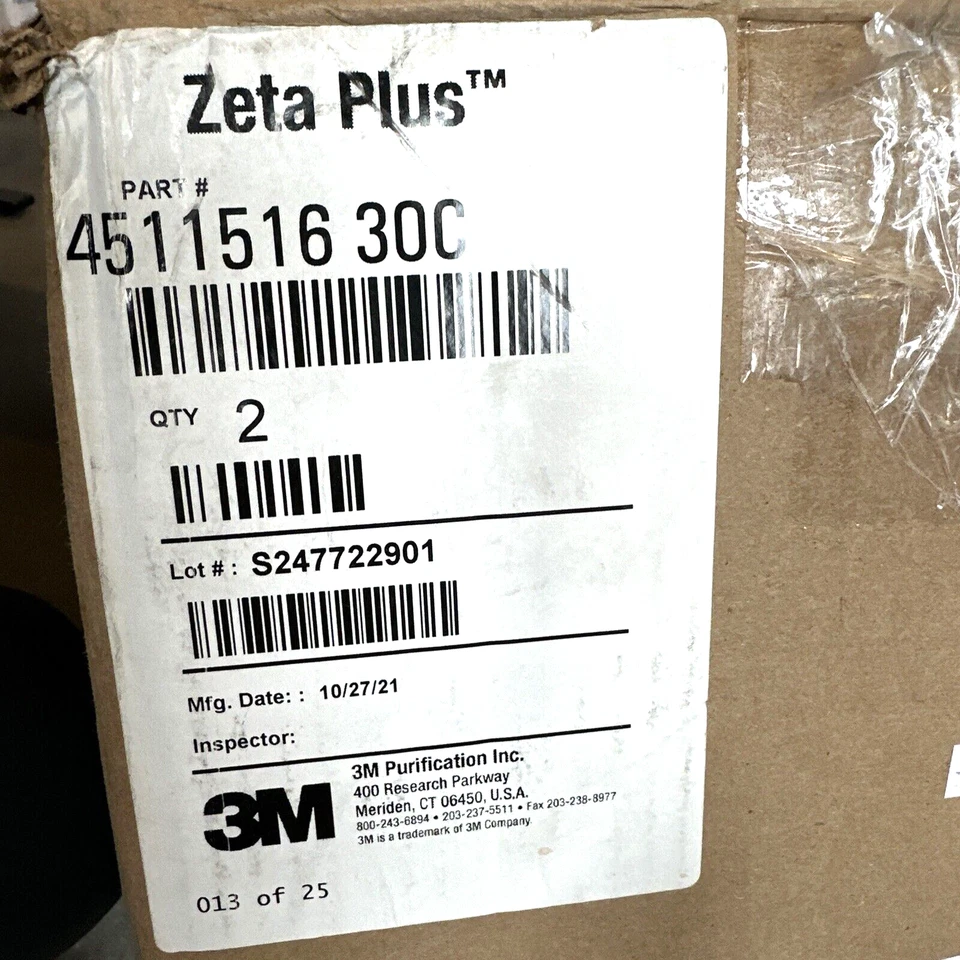 Zeta Plus™
PART #
4511516 30C
QTY 2
Lot # : S247722901
Mfg. Date: : 10/27/21
Inspector:
3M
3M Purification Inc.
400 Research Parkway
Meriden, CT 06450, U.S.A.
800-243-6894 • 203-237-5511 • Fax 203-238-8977
3M is a trademark of 3M Company.
013 of 25